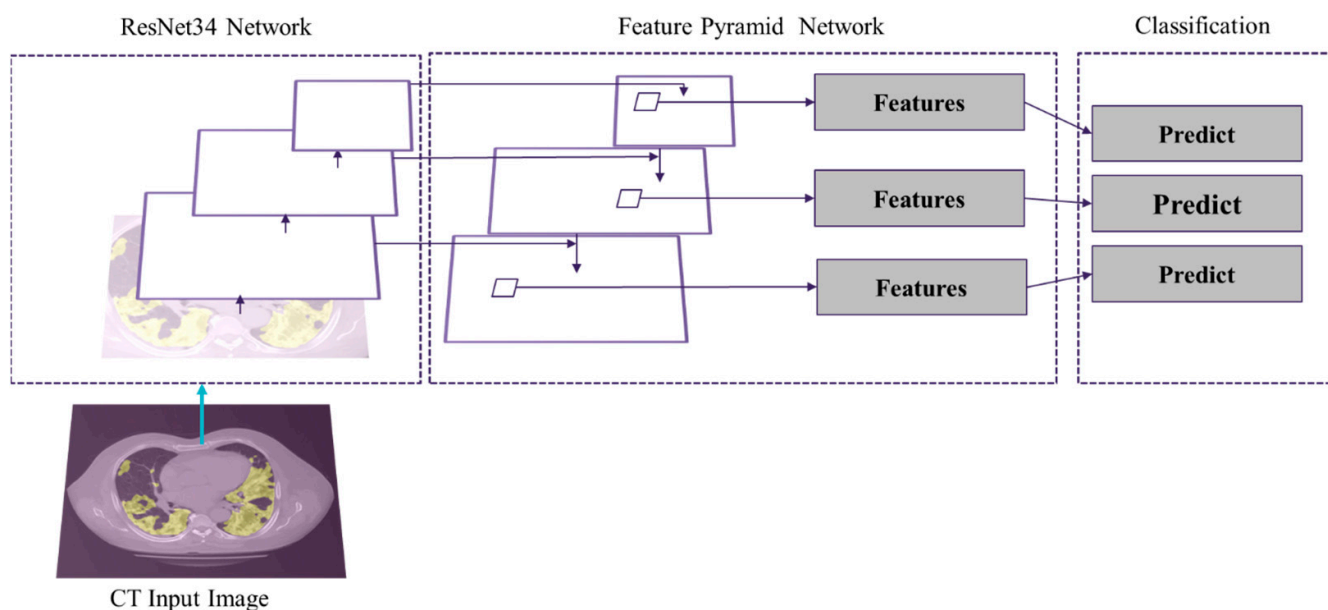 ResNet34 Network
Feature Pyramid Network
Classification
Features
Predict
Features
Predict
Features
Predict
CT Input Image